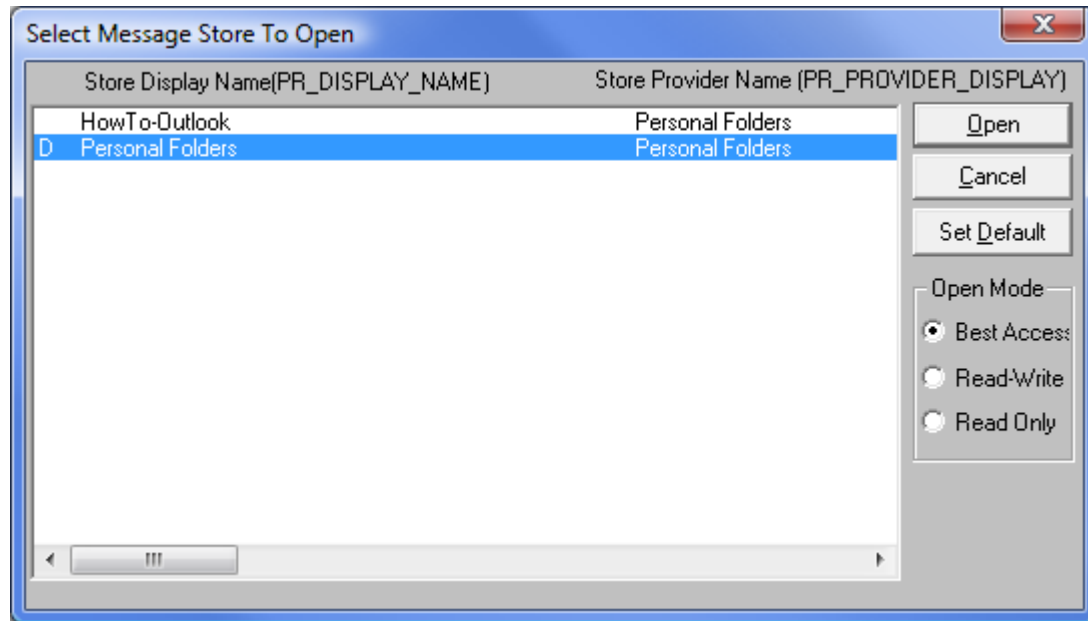 Select Message Store To Open
Store Display Name(PR_DISPLAY_NAME) Store Provider Name (PR_PROVIDER_DISPLAY)
HowTo-Outlook Personal Folders
D Personal Folders Personal Folders
Open
Cancel
Set Default
Open Mode
Best Access
Read-Write
Read Only